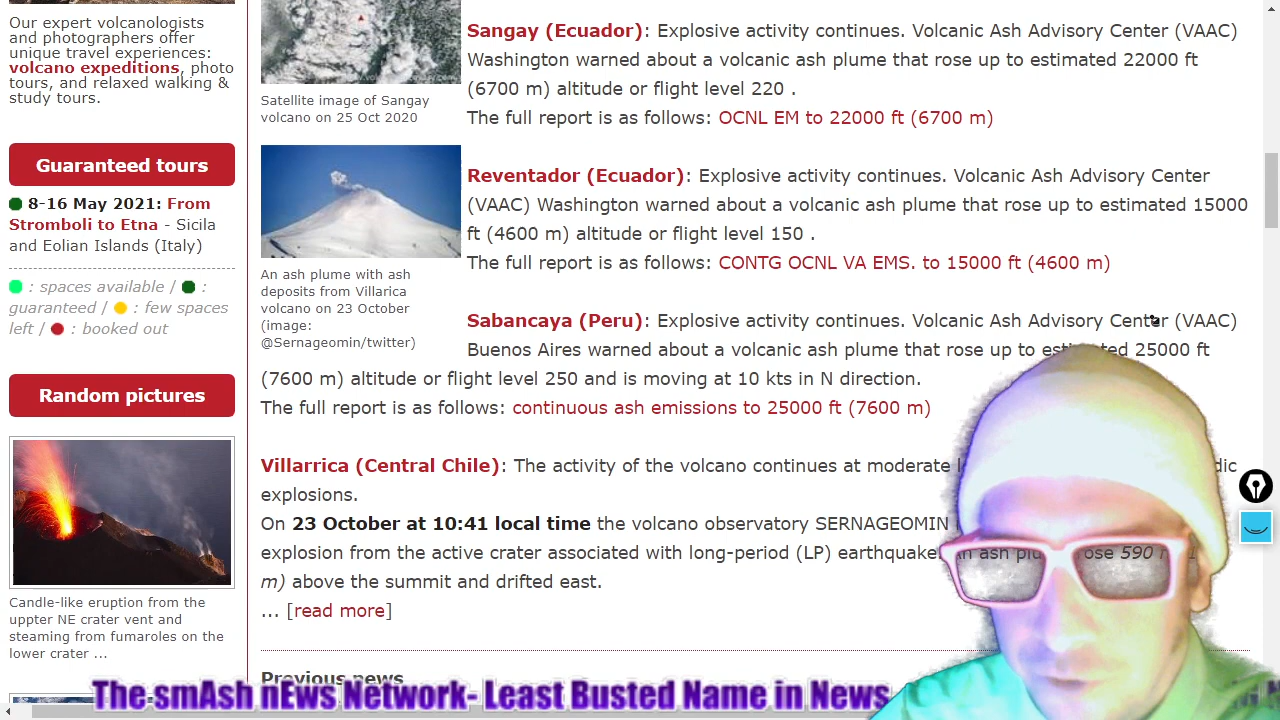 Our expert volcanologists
and photographers offer
unique travel experiences:
volcano expeditions, photo
tours, and relaxed walking &
study tours.
Guaranteed tours
8-16 May 2021: From
Stromboli to Etna - Sicila
and Eolian Islands (Italy)
: spaces available / :
guaranteed / : few spaces
left / : booked out
Random pictures
Candle-like eruption from the
uppter NE crater vent and
steaming from fumaroles on the
lower crater ...
Satellite image of Sangay
volcano on 25 Oct 2020
Sangay (Ecuador): Explosive activity continues. Volcanic Ash Advisory Center (VAAC)
Washington warned about a volcanic ash plume that rose up to estimated 22000 ft
(6700 m) altitude or flight level 220 .
The full report is as follows: OCNL EM to 22000 ft (6700 m)
An ash plume with ash
deposits from Villarica
volcano on 23 October
(image:
@Sernageomin/twitter)
Reventador (Ecuador): Explosive activity continues. Volcanic Ash Advisory Center
(VAAC) Washington warned about a volcanic ash plume that rose up to estimated 15000
ft (4600 m) altitude or flight level 150 .
The full report is as follows: CONTG OCNL VA EMS. to 15000 ft (4600 m)
Sabancaya (Peru): Explosive activity continues. Volcanic Ash Advisory Center (VAAC)
Buenos Aires warned about a volcanic ash plume that rose up to estimated 25000 ft
(7600 m) altitude or flight level 250 and is moving at 10 kts in N direction.
The full report is as follows: continuous ash emissions to 25000 ft (7600 m)
Villarrica (Central Chile): The activity of the volcano continues at moderate
explosions.
On 23 October at 10:41 local time the volcano observatory SERNAGEOMIN
explosion from the active crater associated with long-period (LP) earthquake. An ash plume rose 590
m) above the summit and drifted east.
... [read more]
Previous news
The smAsh nEws Network- Least Busted Name in News